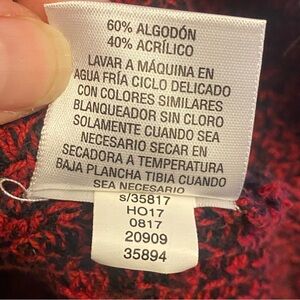 60% ALGODÓN
40% ACRÍLICO
LAVAR A MÁQUINA EN
AGUA FRÍA CICLO DELICADO
CON COLORES SIMILARES
BLANQUEADOR SIN CLORO
SOLAMENTE CUANDO SEA
NECESARIO SECAR EN
SECADORA A TEMPERATURA
BAJA PLANCHA TIBIA CUANDO
SEA NECESARIO
s/35817
HO17
0817
20909
35894